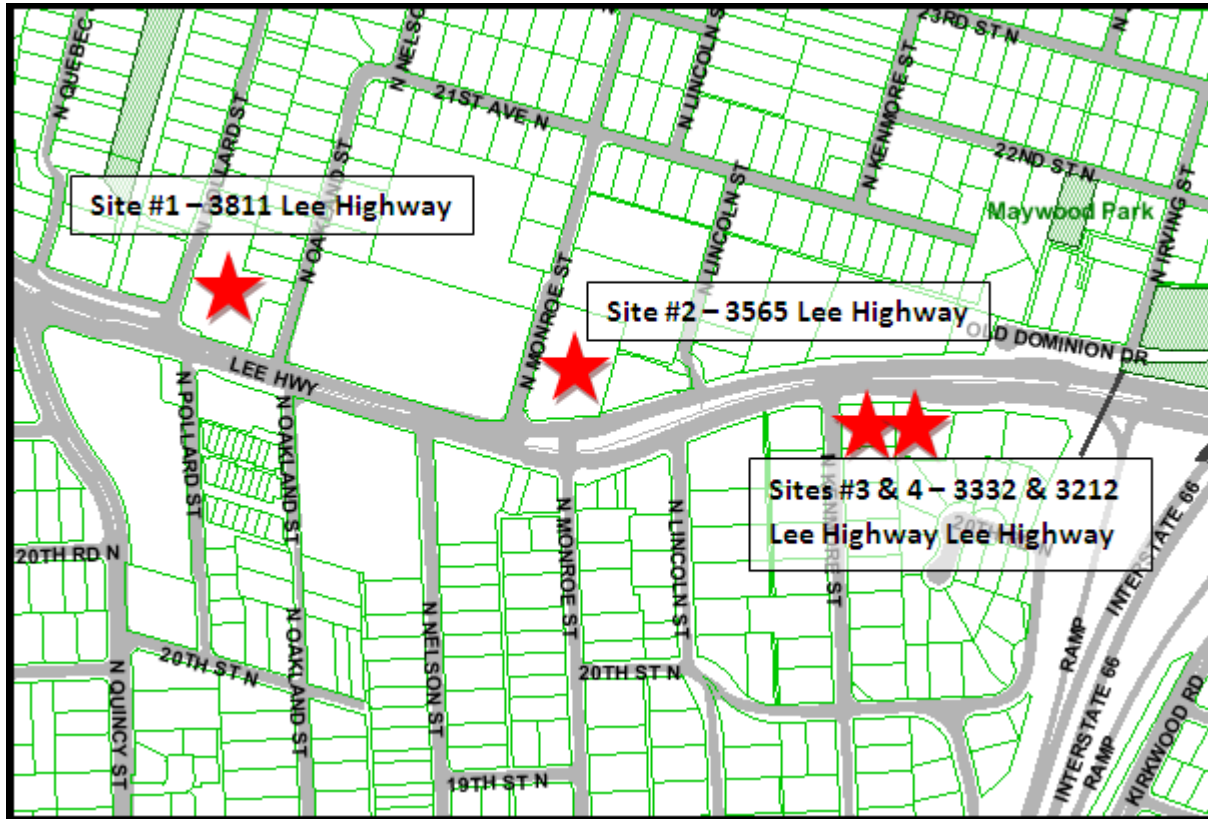 N QUEBEC
N POLLARD ST
N OAKLAND ST
N NELSO
21ST AVE N
N LINCOLN S
23RD ST N
N KENMORE ST
22ND ST N
Maywood Park
N IRVING ST
Site #1 – 3811 Lee Highway
N MONROE ST
N LINCOLN ST
Site #2 – 3565 Lee Highway
OLD DOMINION DR
LEE HWY
N POLLARD ST
N OAKLAND ST
N NELSON ST
N MONROE ST
N LINCOLN ST
N KENMORE ST
Sites #3 & 4 – 3332 & 3212
Lee Highway Lee Highway
INTERSTATE 66
20TH RD N
20TH ST N
N QUINCY ST
N OAKLAND ST
20TH ST N
19TH ST N
RAMP
INTERSTATE 66
RAMP
KIRKWOOD RD